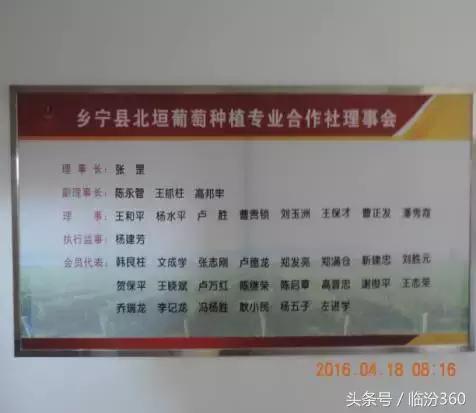 乡宁县北垣葡萄种植专业合作社理事会
理事长：张罡
副理事长：陈永智 王抓柱 高邦牢
理事：王和平 杨水平 卢胜 曹贵锁 刘玉洲 王保才 曹正发 潘秀霞
执行监事：杨建芳
会员代表：韩良柱 文成学 张志刚 卢德龙 郑发亮 郑满仓 靳建忠 刘胜元
贺保平 王晓斌 卢万红 陈继荣 陈启章 高晋忠 谢俊平 王志荣
乔瑞龙 李记龙 冯杨胜 耿小民 杨五子 左进学
2016.04.18 08:16
头条号／临汾360